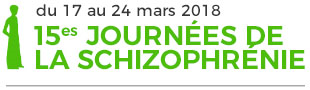 du 17 au 24 mars 2018
15es JOURNÉES DE
LA SCHIZOPHRÉNIE